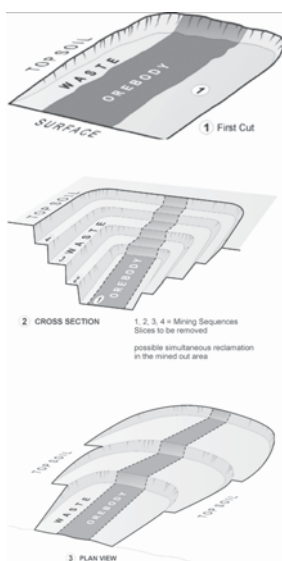 TOP SOIL
WASTE
OREBODY
1
SURFACE
1 First Cut
TOP SOIL
WASTE
OREBODY
2 CROSS SECTION
1, 2, 3, 4 = Mining Sequences
Slices to be removed
possible simultaneous reclamation
in the mined out area
TOP SOIL
WASTE
OREBODY
TOP SOIL
3 PLAN VIEW